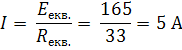 I = Eекв. / Rекв. = 165 / 33 = 5 А